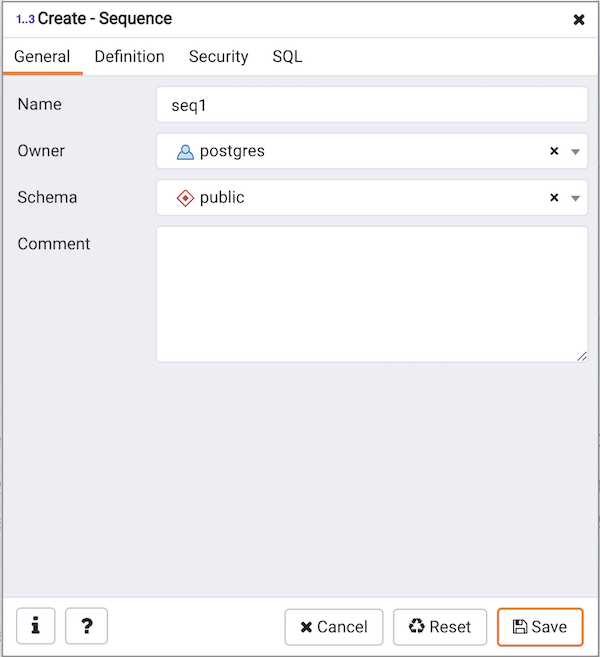 1..3 Create - Sequence
General Definition Security SQL
Name seq1
Owner postgres
Schema public
Comment
i ? Cancel Reset Save